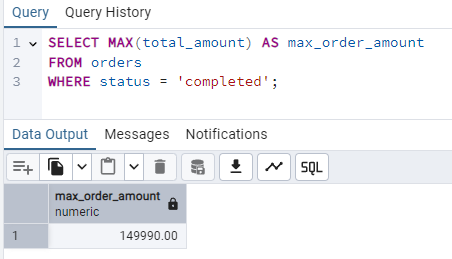 Query Query History
1 SELECT MAX(total_amount) AS max_order_amount
2 FROM orders
3 WHERE status = 'completed';
Data Output Messages Notifications
SQL
max_order_amount
numeric
1 149990.00